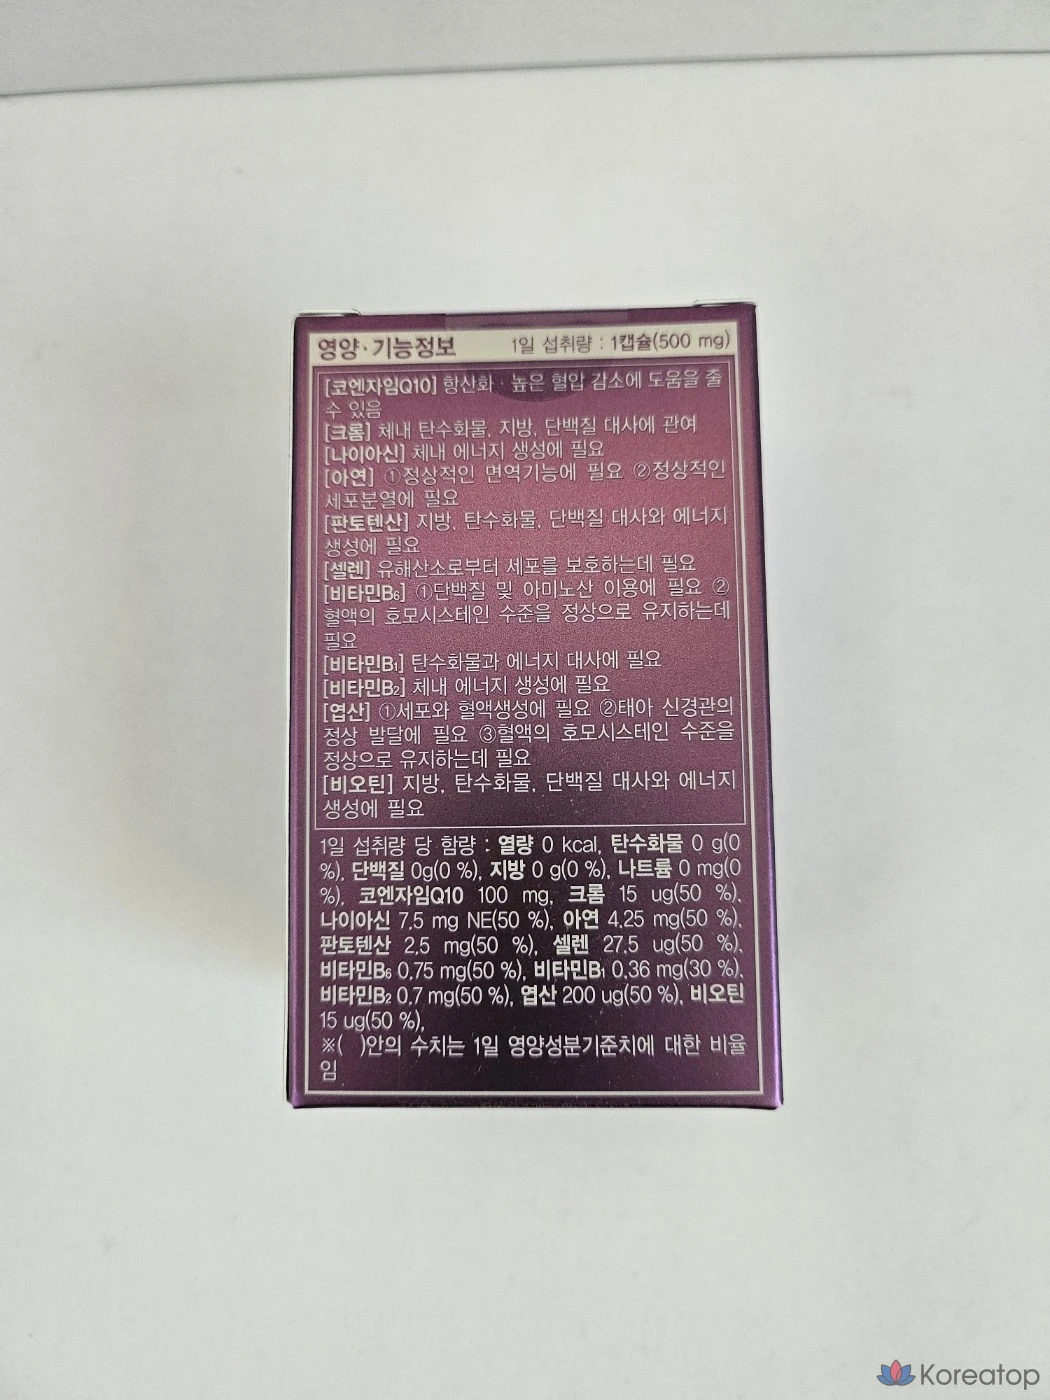 영양·기능정보 1일 섭취량 : 1캡슐(500 mg)
[코엔자임Q10] 항산화·높은 혈압 감소에 도움을 줄
수 있음
[크롬] 체내 탄수화물, 지방, 단백질 대사에 관여
[나이아신] 체내 에너지 생성에 필요
[아연] ①정상적인 면역기능에 필요 ②정상적인
세포분열에 필요
[판토텐산] 지방, 탄수화물, 단백질 대사와 에너지
생성에 필요
[셀렌] 유해산소로부터 세포를 보호하는데 필요
[비타민B₆] ①단백질 및 아미노산 이용에 필요 ②
혈액의 호모시스테인 수준을 정상으로 유지하는데
필요
[비타민B₁] 탄수화물과 에너지 대사에 필요
[비타민B₂] 체내 에너지 생성에 필요
[엽산] ①세포와 혈액생성에 필요 ②태아 신경관의
정상 발달에 필요 ③혈액의 호모시스테인 수준을
정상으로 유지하는데 필요
[비오틴] 지방, 탄수화물, 단백질 대사와 에너지
생성에 필요
1일 섭취량 당 함량 : 열량 0 kcal, 탄수화물 0 g(0
%), 단백질 0g(0 %), 지방 0 g(0 %), 나트륨 0 mg(0
%), 코엔자임Q10 100 mg, 크롬 15 ug(50 %),
나이아신 7.5 mg NE(50 %), 아연 4.25 mg(50 %),
판토텐산 2.5 mg(50 %), 셀렌 27.5 ug(50 %),
비타민B₆ 0.75 mg(50 %), 비타민B₁ 0.36 mg(30 %),
비타민B₂ 0.7 mg(50 %), 엽산 200 ug(50 %), 비오틴
15 ug(50 %),
※( )안의 수치는 1일 영양성분기준치에 대한 비율
임
Koreatop